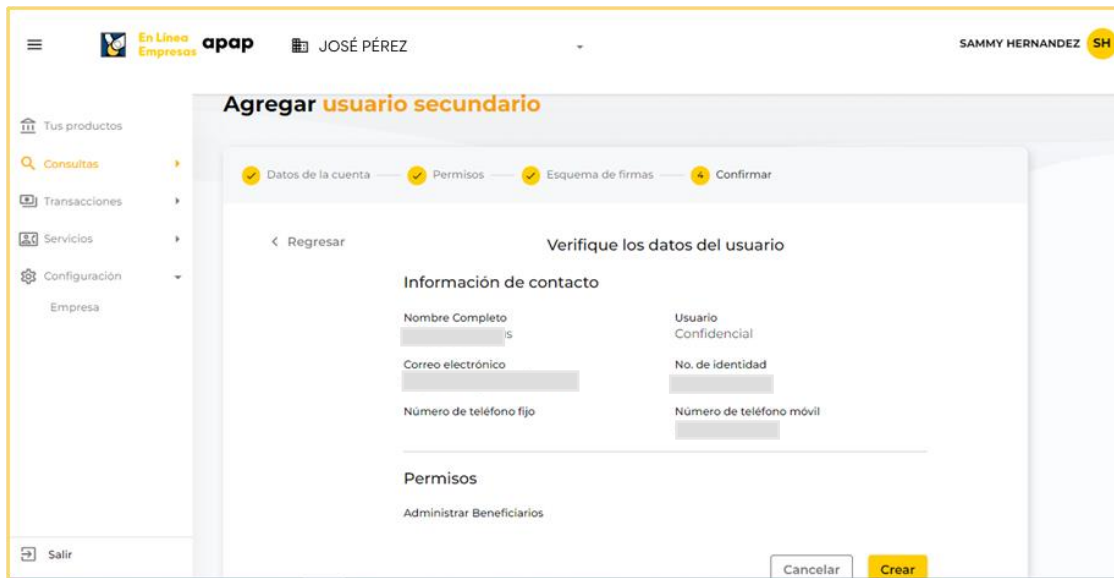 En Línea
Empresas
apap
JOSÉ PÉREZ
SAMMY HERNANDEZ
SH
Agregar usuario secundario
Tus productos
Consultas
Transacciones
Servicios
Configuración
Empresa
Salir
Datos de la cuenta
Permisos
Esquema de firmas
4 Confirmar
Regresar
Verifique los datos del usuario
Información de contacto
Nombre Completo
Usuario
Confidencial
Correo electrónico
No. de identidad
Número de teléfono fijo
Número de teléfono móvil
Permisos
Administrar Beneficiarios
Cancelar
Crear